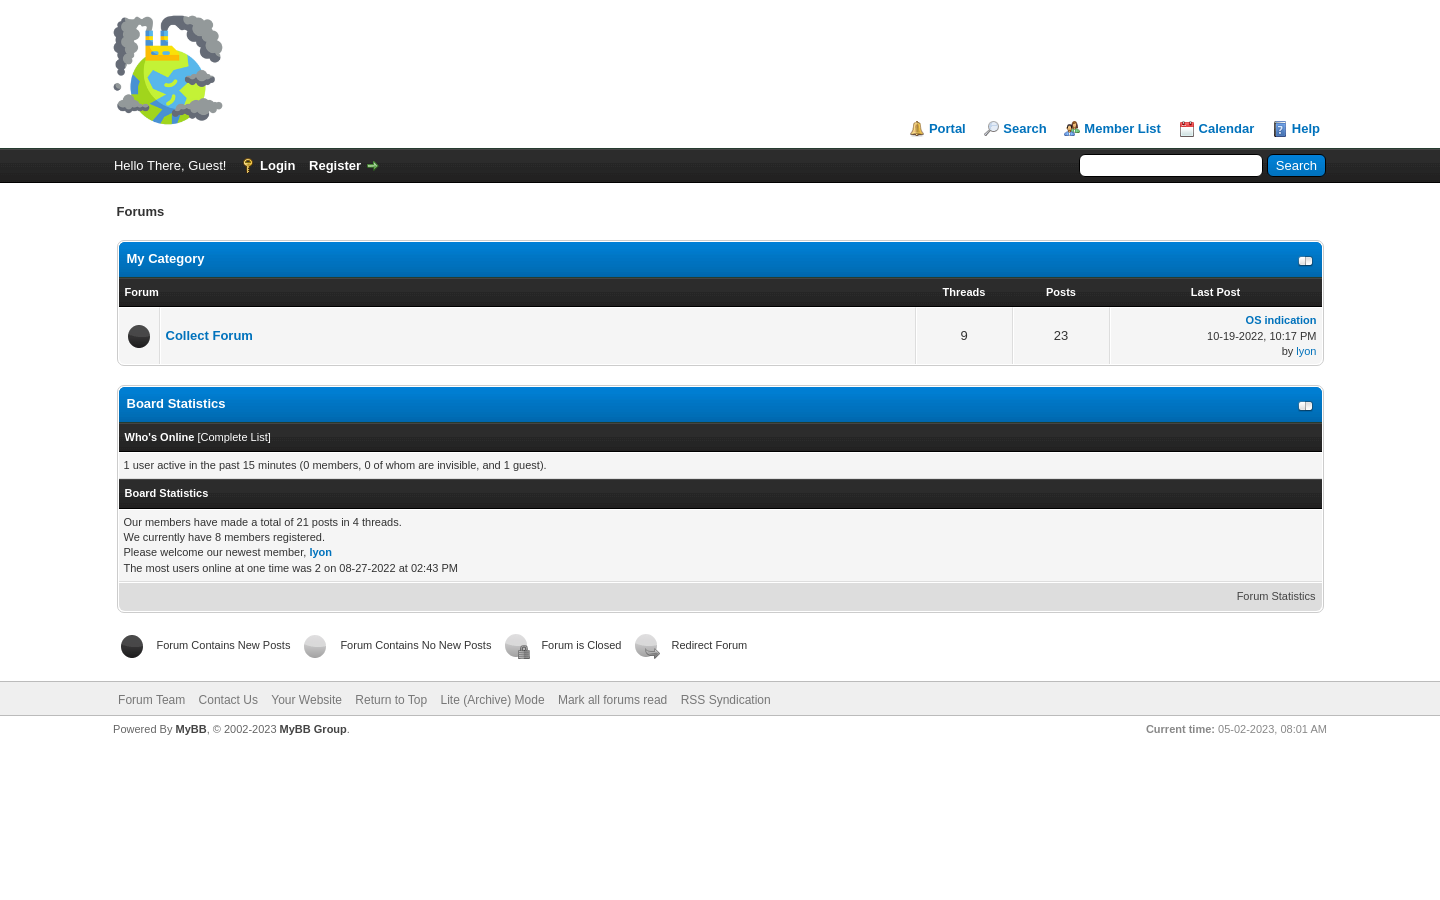 Portal Search Member List Calendar Help
Hello There, Guest! Login Register Search
Forums
My Category
Forum Threads Posts Last Post
Collect Forum 9 23 OS indication
10-19-2022, 10:17 PM
by lyon
Board Statistics
Who's Online [Complete List]
1 user active in the past 15 minutes (0 members, 0 of whom are invisible, and 1 guest).
Board Statistics
Our members have made a total of 21 posts in 4 threads.
We currently have 8 members registered.
Please welcome our newest member, lyon
The most users online at one time was 2 on 08-27-2022 at 02:43 PM
Forum Statistics
Forum Contains New Posts Forum Contains No New Posts Forum is Closed Redirect Forum
Forum Team Contact Us Your Website Return to Top Lite (Archive) Mode Mark all forums read RSS Syndication
Powered By MyBB, © 2002-2023 MyBB Group. Current time: 05-02-2023, 08:01 AM